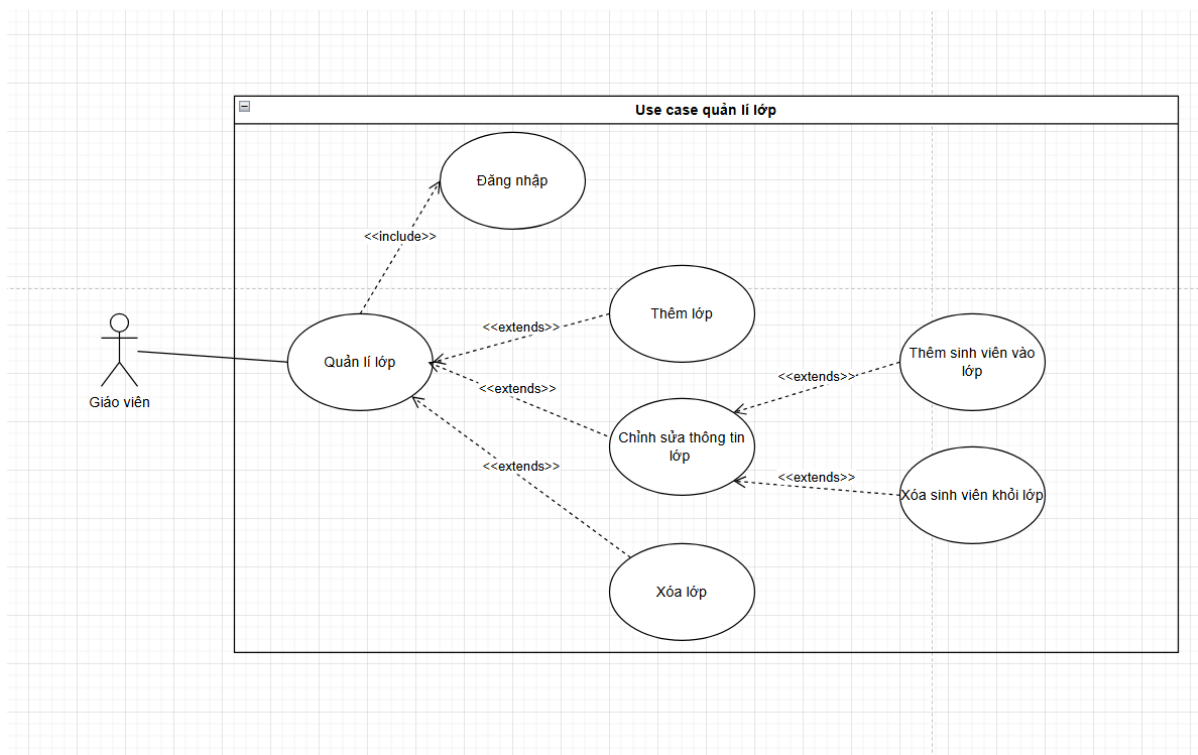 Use case quản lí lớp
Đăng nhập
<<include>>
Thêm lớp
<<extends>>
Quản lí lớp
Giáo viên
<<extends>>
Chỉnh sửa thông tin
lớp
<<extends>>
Thêm sinh viên vào
lớp
<<extends>>
Xóa sinh viên khỏi lớp
<<extends>>
Xóa lớp